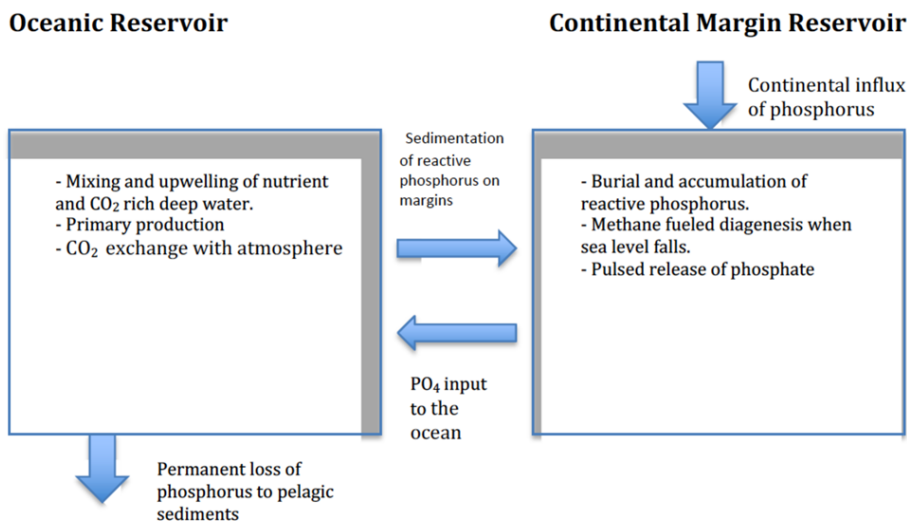 Oceanic Reservoir
Continental Margin Reservoir
Continental influx
of phosphorus
Sedimentation
of reactive
phosphorus on
margins
- Mixing and upwelling of nutrient
and CO₂ rich deep water.
- Primary production
- CO₂ exchange with atmosphere
- Burial and accumulation of
reactive phosphorus.
- Methane fueled diagenesis when
sea level falls.
- Pulsed release of phosphate
PO₄ input
to the
ocean
Permanent loss of
phosphorus to pelagic
sediments